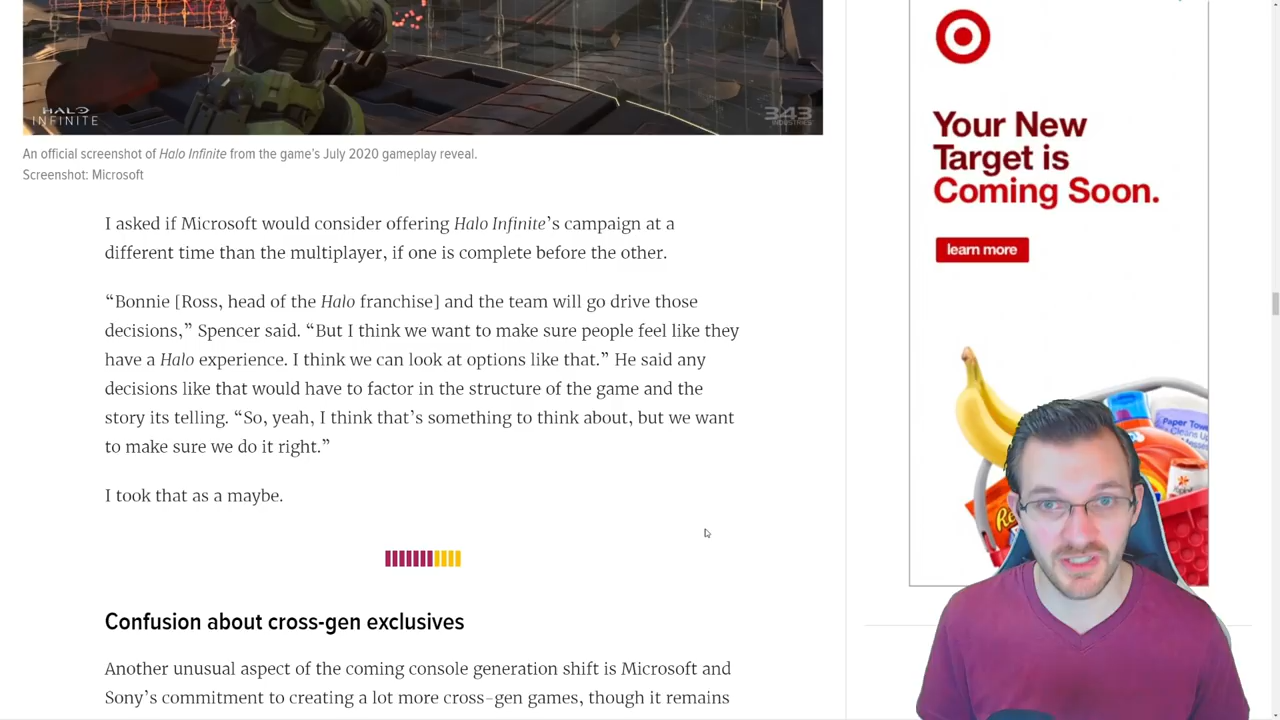 HALO
INFINITE
343
INDUSTRIES
An official screenshot of Halo Infinite from the game's July 2020 gameplay reveal.
Screenshot: Microsoft
I asked if Microsoft would consider offering Halo Infinite’s campaign at a
different time than the multiplayer, if one is complete before the other.
“Bonnie [Ross, head of the Halo franchise] and the team will go drive those
decisions,” Spencer said. “But I think we want to make sure people feel like they
have a Halo experience. I think we can look at options like that.” He said any
decisions like that would have to factor in the structure of the game and the
story its telling. “So, yeah, I think that’s something to think about, but we want
to make sure we do it right.”
I took that as a maybe.
Confusion about cross-gen exclusives
Another unusual aspect of the coming console generation shift is Microsoft and
Sony’s commitment to creating a lot more cross-gen games, though it remains
Your New
Target is
Coming Soon.
learn more
Paper Tow
Cleans Up
Messes
Re